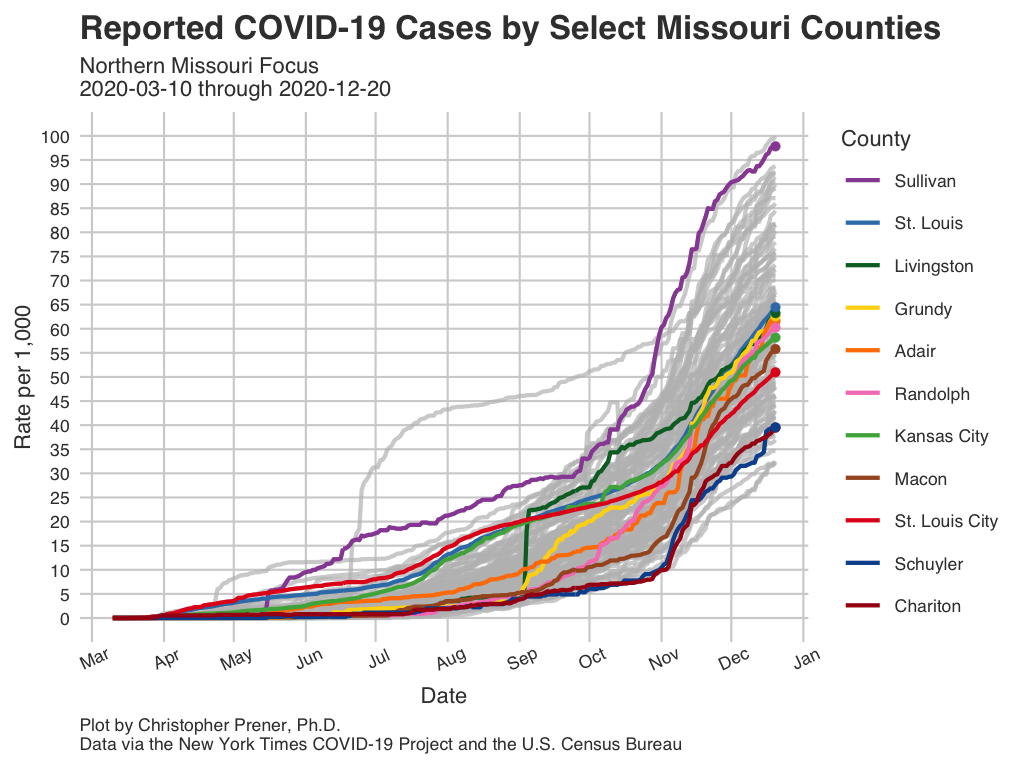 Reported COVID-19 Cases by Select Missouri Counties
Northern Missouri Focus
2020-03-10 through 2020-12-20
Rate per 1,000
100
95
90
85
80
75
70
65
60
55
50
45
40
35
30
25
20
15
10
5
0
Mar
Apr
May
Jun
Jul
Aug
Sep
Oct
Nov
Dec
Jan
Date
County
Sullivan
St. Louis
Livingston
Grundy
Adair
Randolph
Kansas City
Macon
St. Louis City
Schuyler
Chariton
Plot by Christopher Prener, Ph.D.
Data via the New York Times COVID-19 Project and the U.S. Census Bureau